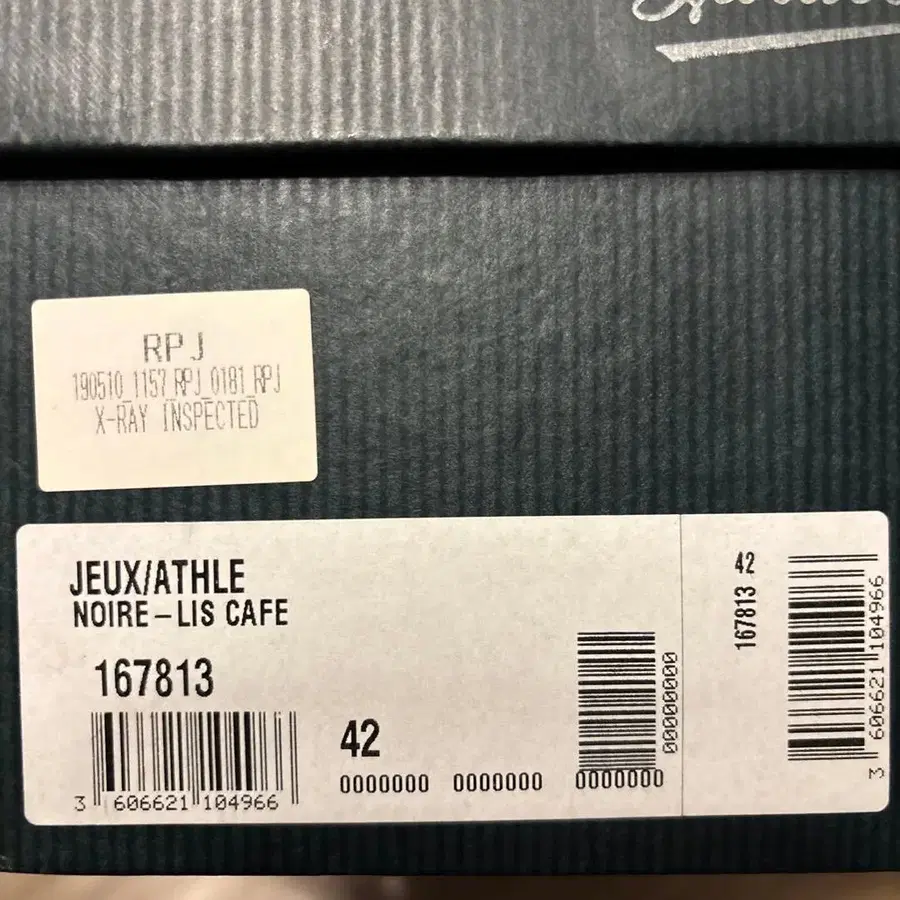 RPJ
190510_1157_RPJ_0181_RPJ
X-RAY INSPECTED
JEUX/ATHLE
NOIRE-LIS CAFE
167813
3 606621 104966
42
0000000 0000000 0000000
00000000
167813 42
3 606621 104966